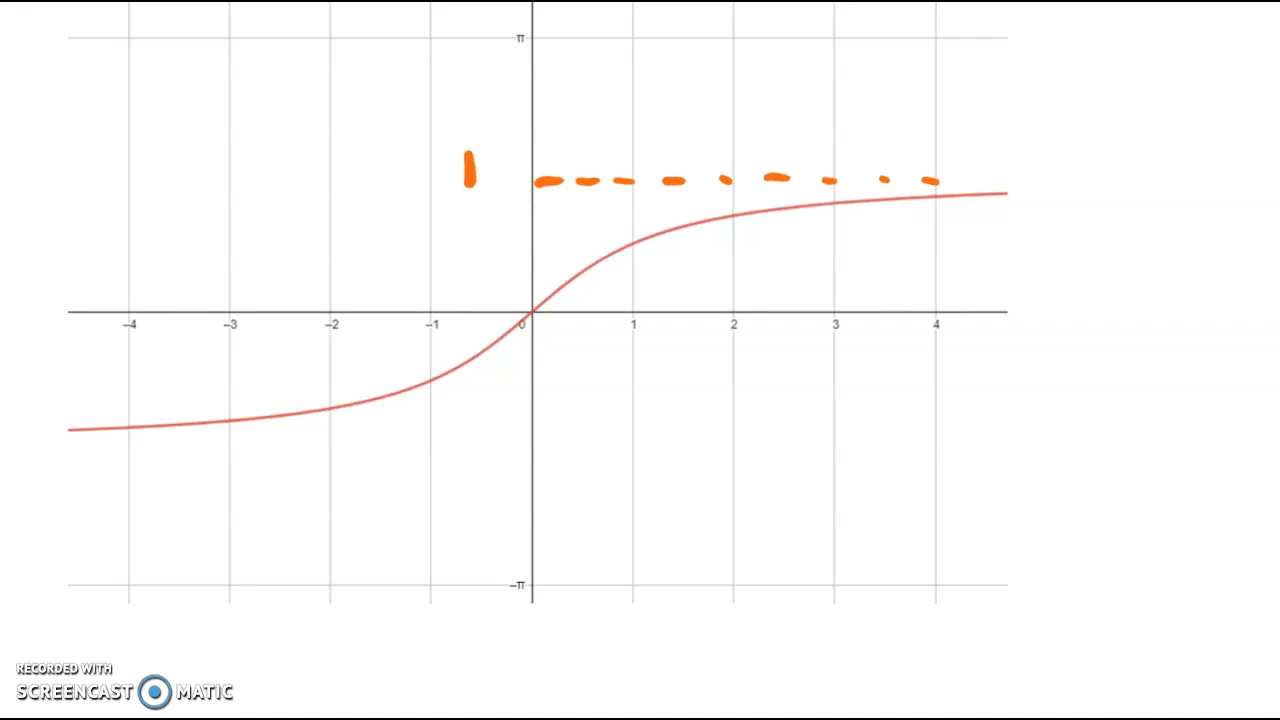 π
-4 -3 -2 -1 0 1 2 3 4
-π
RECORDED WITH
SCREENCAST MATIC